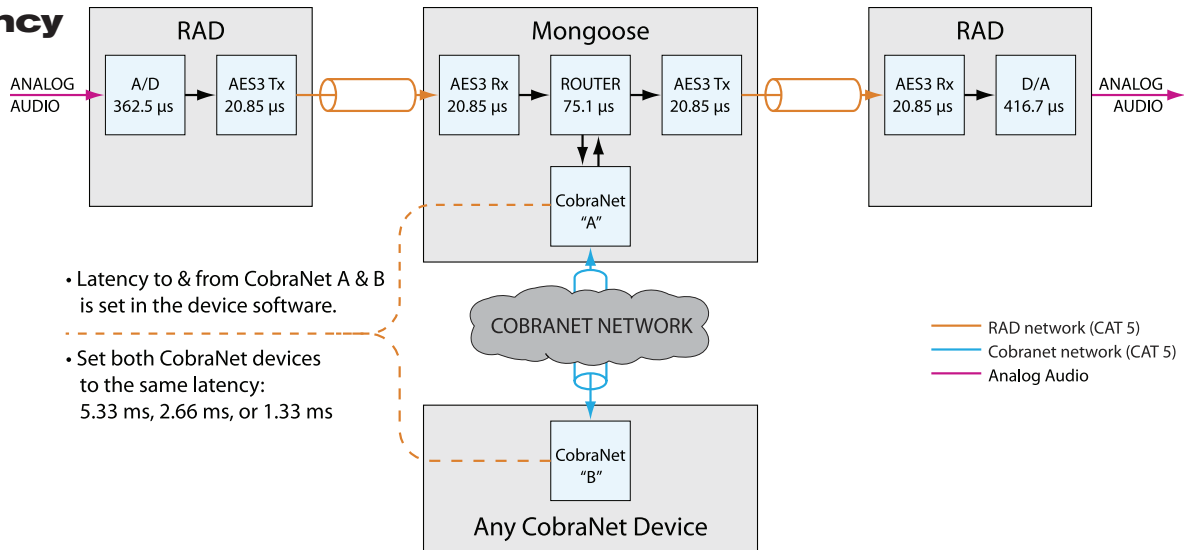 RAD
Mongoose
RAD
ANALOG
AUDIO
A/D
362.5 µs
AES3 Tx
20.85 µs
AES3 Rx
20.85 µs
ROUTER
75.1 µs
AES3 Tx
20.85 µs
AES3 Rx
20.85 µs
D/A
416.7 µs
ANALOG
AUDIO
CobraNet
“A”
• Latency to & from CobraNet A & B
is set in the device software.
• Set both CobraNet devices
to the same latency:
5.33 ms, 2.66 ms, or 1.33 ms
COBRANET NETWORK
RAD network (CAT 5)
Cobranet network (CAT 5)
Analog Audio
CobraNet
“B”
Any CobraNet Device